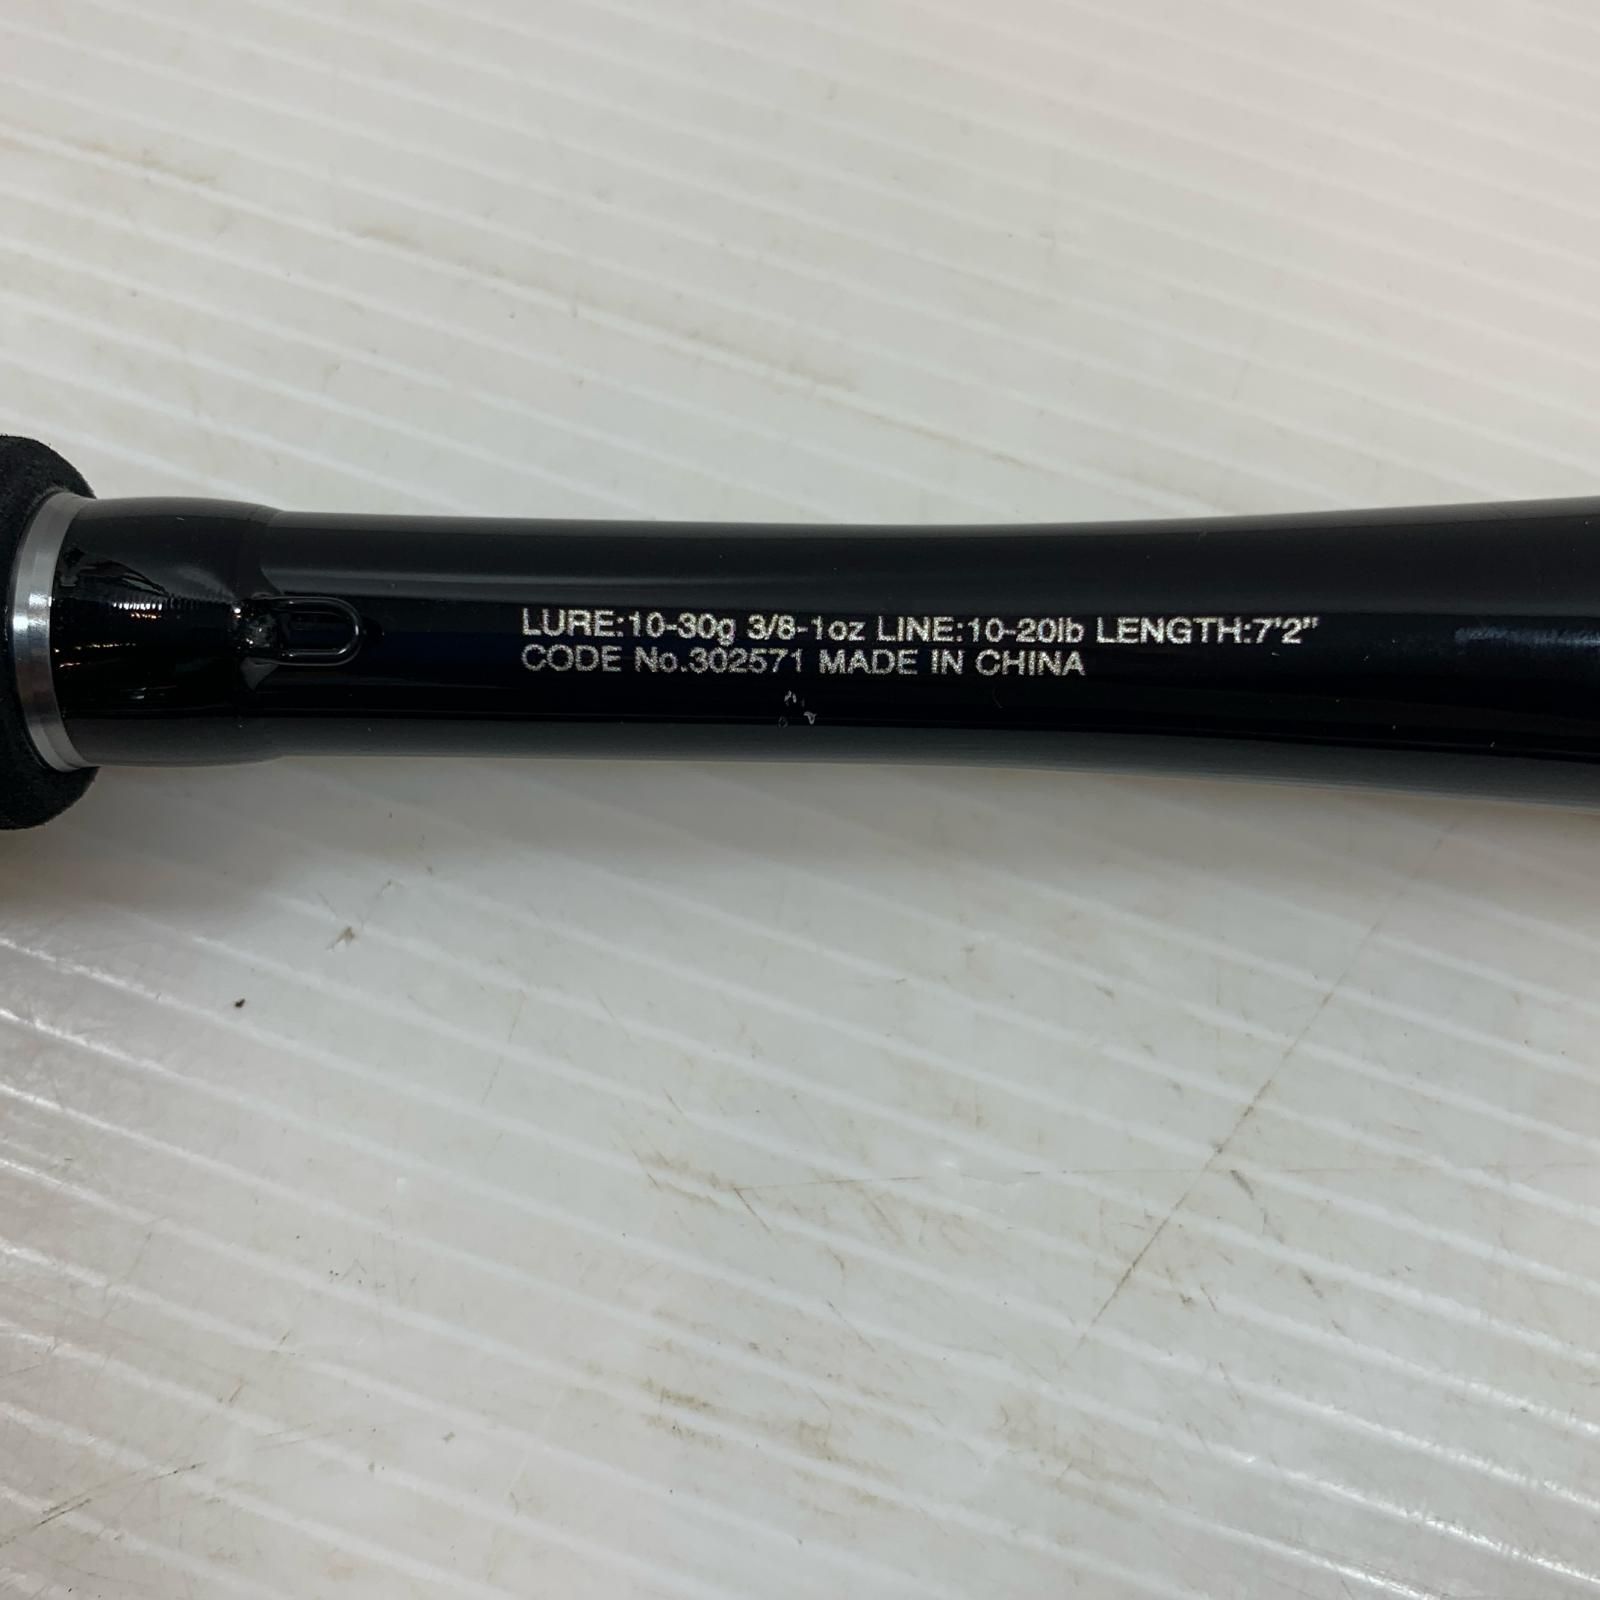 LURE:10-30g 3/8-1oz LINE:10-20lb LENGTH:7'2"
CODE No.302571 MADE IN CHINA